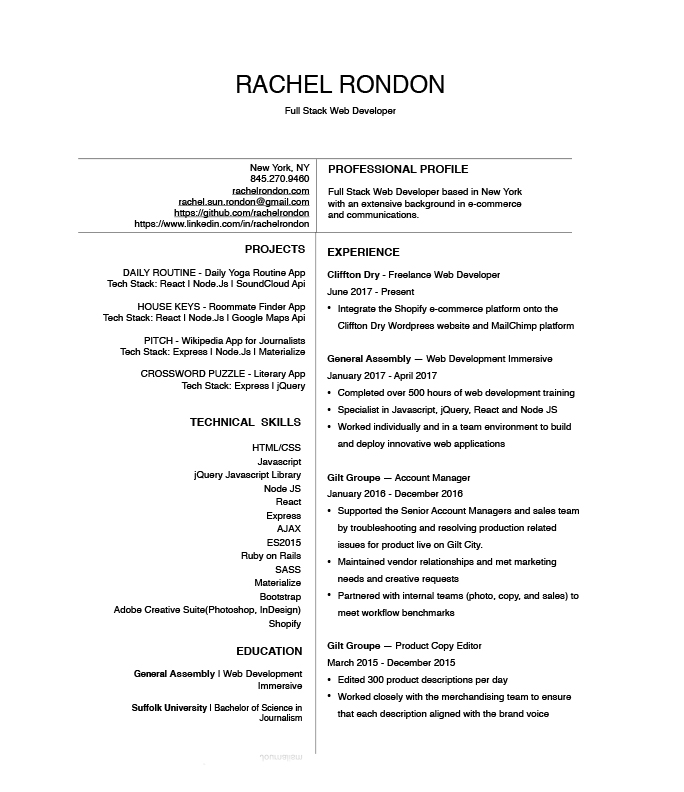 RACHEL RONDON
Full Stack Web Developer
New York, NY
845.270.9460
rachelrondon.com
rachel.sun.rondon@gmail.com
https://github.com/rachelrondon
https://www.linkedin.com/in/rachelrondon
PROFESSIONAL PROFILE
Full Stack Web Developer based in New York
with an extensive background in e-commerce
and communications.
PROJECTS
DAILY ROUTINE - Daily Yoga Routine App
Tech Stack: React I Node.Js I SoundCloud Api
HOUSE KEYS - Roommate Finder App
Tech Stack: React I Node.Js I Google Maps Api
PITCH - Wikipedia App for Journalists
Tech Stack: Express I Node.Js I Materialize
CROSSWORD PUZZLE - Literary App
Tech Stack: Express I jQuery
TECHNICAL SKILLS
HTML/CSS
Javascript
jQuery Javascript Library
Node JS
React
Express
AJAX
ES2015
Ruby on Rails
SASS
Materialize
Bootstrap
Adobe Creative Suite(Photoshop, InDesign)
Shopify
EDUCATION
General Assembly I Web Development
Immersive
Suffolk University I Bachelor of Science in
Journalism
EXPERIENCE
Cliffton Dry - Freelance Web Developer
June 2017 - Present
• Integrate the Shopify e-commerce platform onto the
Cliffton Dry Wordpress website and MailChimp platform
General Assembly — Web Development Immersive
January 2017 - April 2017
• Completed over 500 hours of web development training
• Specialist in Javascript, jQuery, React and Node JS
• Worked individually and in a team environment to build
and deploy innovative web applications
Gilt Groupe — Account Manager
January 2016 - December 2016
• Supported the Senior Account Managers and sales team
by troubleshooting and resolving production related
issues for product live on Gilt City.
• Maintained vendor relationships and met marketing
needs and creative requests
• Partnered with internal teams (photo, copy, and sales) to
meet workflow benchmarks
Gilt Groupe — Product Copy Editor
March 2015 - December 2015
• Edited 300 product descriptions per day
• Worked closely with the merchandising team to ensure
that each description aligned with the brand voice